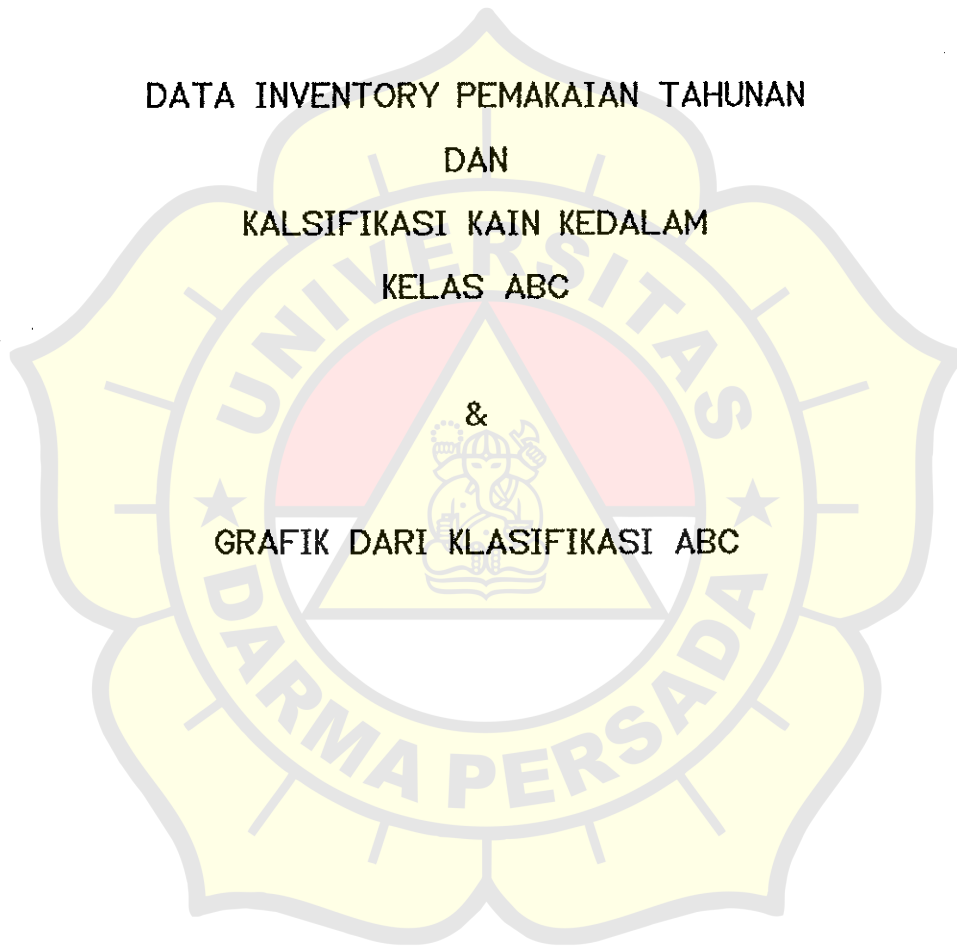 DATA INVENTORY PEMAKAIAN TAHUNAN
DAN
KALSIFIKASI KAIN KEDALAM
KELAS ABC
&
GRAFIK DARI KLASIFIKASI ABC
UNIVERSITAS
DARMA PERSADA